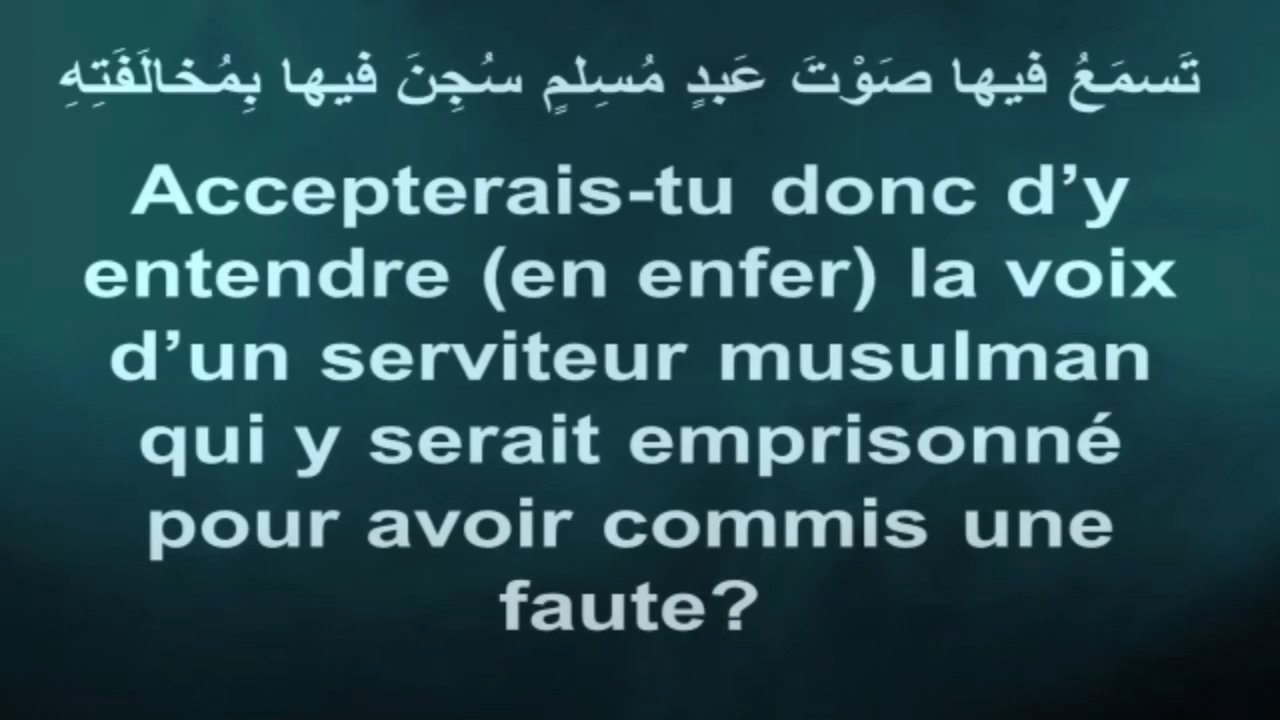 تَسمَعُ فيها صَوْتَ عَبدٍ مُسِلمٍ سُجِنَ فيها بِمُخالَفَتِهِ
Accepterais-tu donc d’y
entendre (en enfer) la voix
d’un serviteur musulman
qui y serait emprisonné
pour avoir commis une
faute?